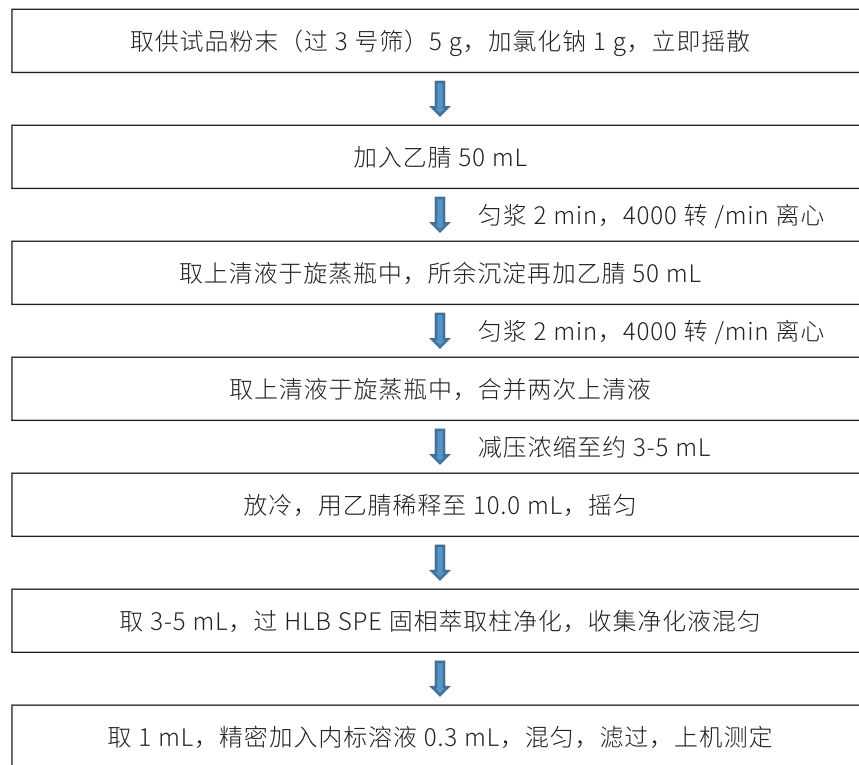 取供试品粉末（过 3 号筛）5 g，加氯化钠 1 g，立即摇散
加入乙腈 50 mL
匀浆 2 min，4000 转 /min 离心
取上清液于旋蒸瓶中，所余沉淀再加乙腈 50 mL
匀浆 2 min，4000 转 /min 离心
取上清液于旋蒸瓶中，合并两次上清液
减压浓缩至约 3-5 mL
放冷，用乙腈稀释至 10.0 mL，摇匀
取 3-5 mL，过 HLB SPE 固相萃取柱净化，收集净化液混匀
取 1 mL，精密加入内标溶液 0.3 mL，混匀，滤过，上机测定